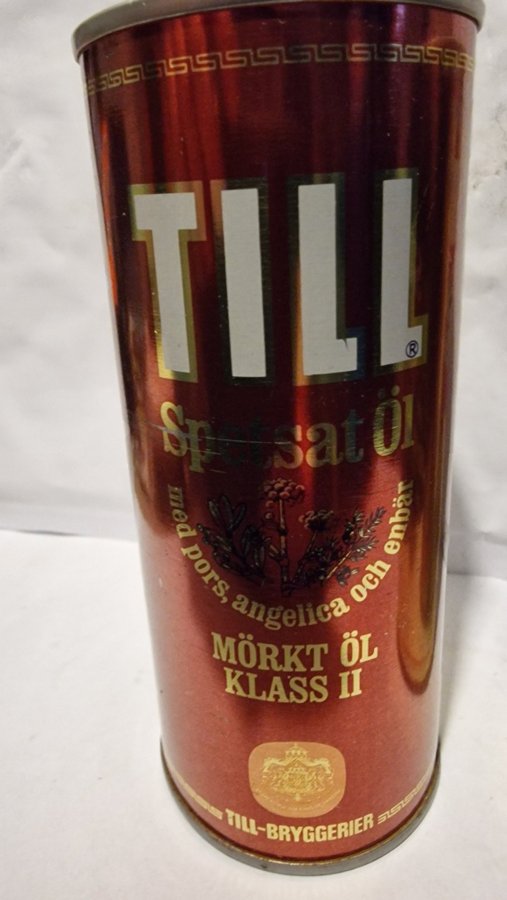 TILL
®
Spetsat Öl
med pors, angelica och enbär
MÖRKT ÖL
KLASS II
TILL-BRYGGERIER